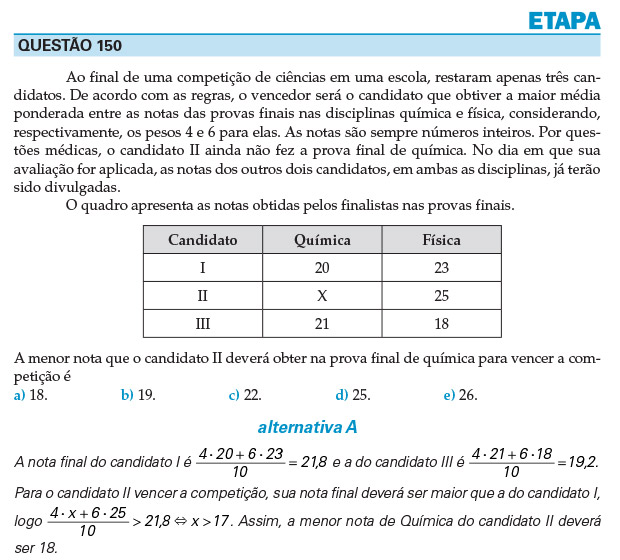 ETAPA
QUESTÃO 150
Ao final de uma competição de ciências em uma escola, restaram apenas três can-
didatos. De acordo com as regras, o vencedor será o candidato que obtiver a maior média
ponderada entre as notas das provas finais nas disciplinas química e física, considerando,
respectivamente, os pesos 4 e 6 para elas. As notas são sempre números inteiros. Por ques-
tões médicas, o candidato II ainda não fez a prova final de química. No dia em que sua
avaliação for aplicada, as notas dos outros dois candidatos, em ambas as disciplinas, já terão
sido divulgadas.
O quadro apresenta as notas obtidas pelos finalistas nas provas finais.
Candidato Química Física
I 20 23
II X 25
III 21 18
A menor nota que o candidato II deverá obter na prova final de química para vencer a com-
petição é
a) 18. b) 19. c) 22. d) 25. e) 26.
alternativa A
A nota final do candidato I é (4 · 20 + 6 · 23)/10 = 21,8 e a do candidato III é (4 · 21 + 6 · 18)/10 = 19,2.
Para o candidato II vencer a competição, sua nota final deverá ser maior que a do candidato I,
logo (4 · x + 6 · 25)/10 > 21,8 ⇔ x > 17. Assim, a menor nota de Química do candidato II deverá
ser 18.